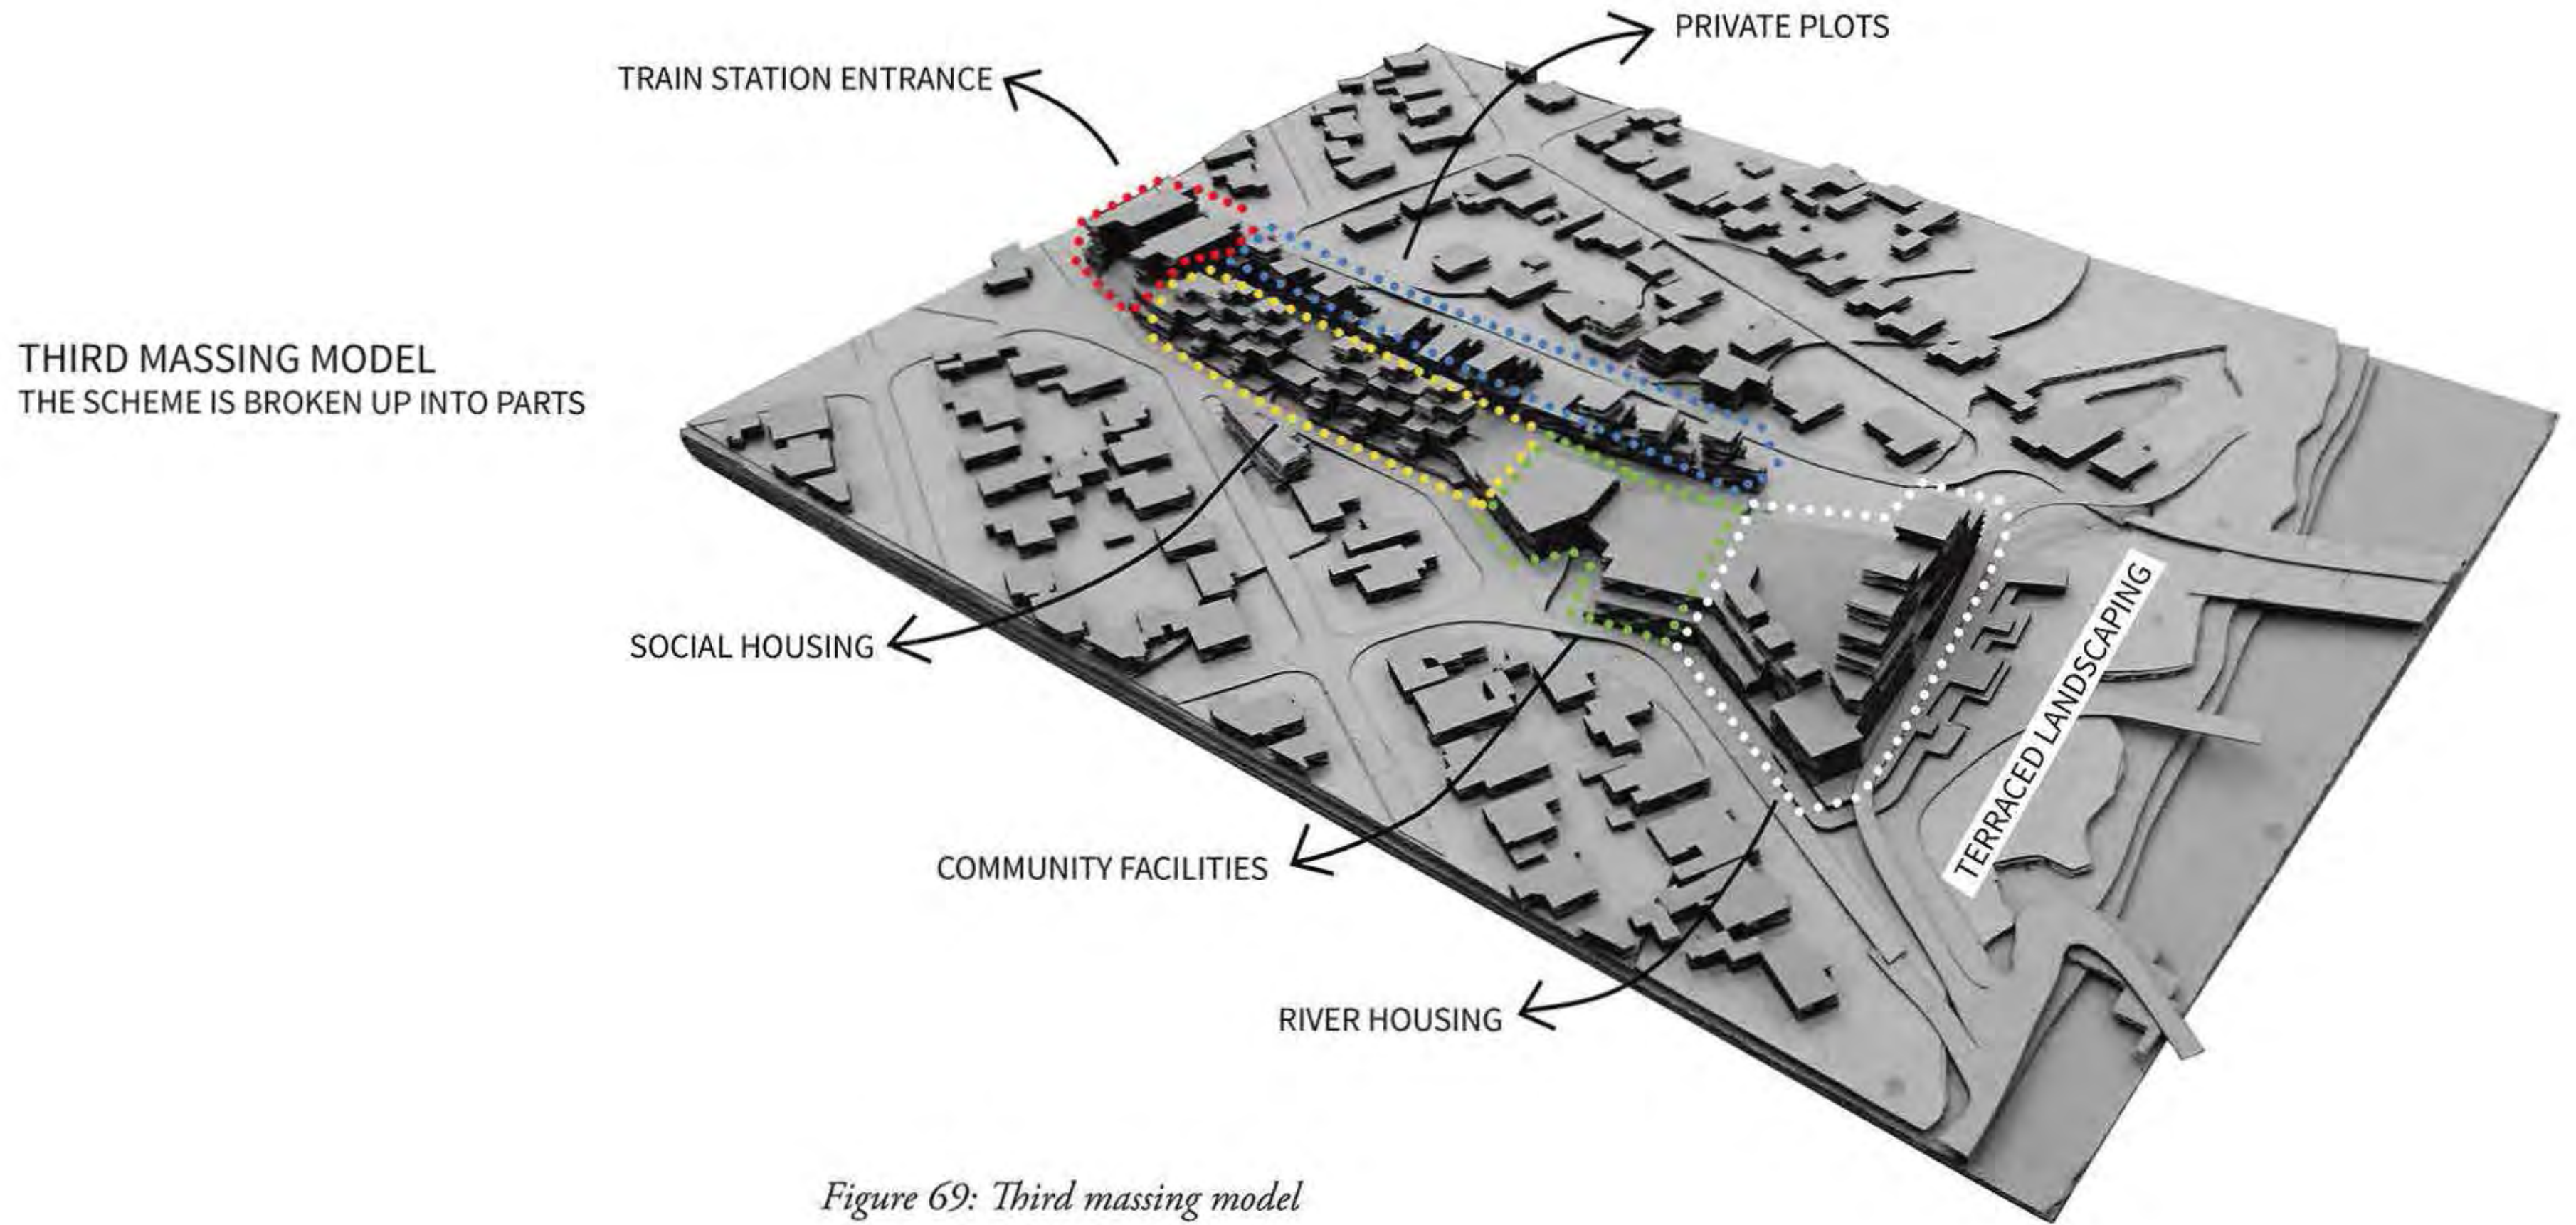 PRIVATE PLOTS
TRAIN STATION ENTRANCE
THIRD MASSING MODEL
THE SCHEME IS BROKEN UP INTO PARTS
SOCIAL HOUSING
TERRACED LANDSCAPING
COMMUNITY FACILITIES
RIVER HOUSING
Figure 69: Third massing model